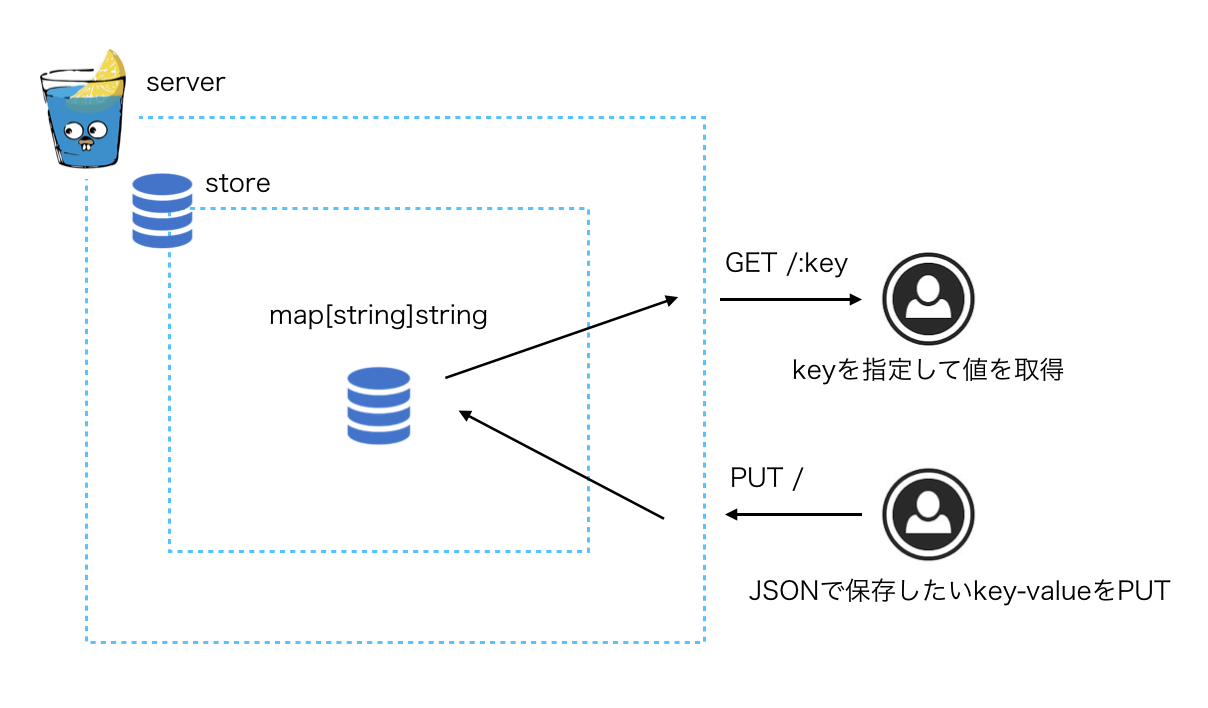 server
store
map[string]string
GET /:key
keyを指定して値を取得
PUT /
JSONで保存したいkey-valueをPUT